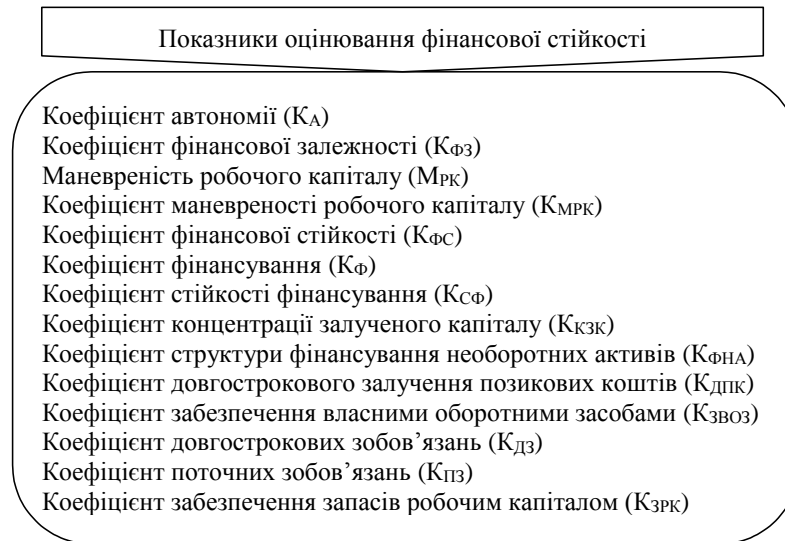 Показники оцінювання фінансової стійкості
Коефіцієнт автономії (КА)
Коефіцієнт фінансової залежності (КФЗ)
Маневреність робочого капіталу (МРК)
Коефіцієнт маневреності робочого капіталу (КМРК)
Коефіцієнт фінансової стійкості (КФС)
Коефіцієнт фінансування (КФ)
Коефіцієнт стійкості фінансування (КСФ)
Коефіцієнт концентрації залученого капіталу (ККЗК)
Коефіцієнт структури фінансування необоротних активів (КФНА)
Коефіцієнт довгострокового залучення позикових коштів (КДПК)
Коефіцієнт забезпечення власними оборотними засобами (КЗВОЗ)
Коефіцієнт довгострокових зобов’язань (КДЗ)
Коефіцієнт поточних зобов’язань (КПЗ)
Коефіцієнт забезпечення запасів робочим капіталом (КЗРК)